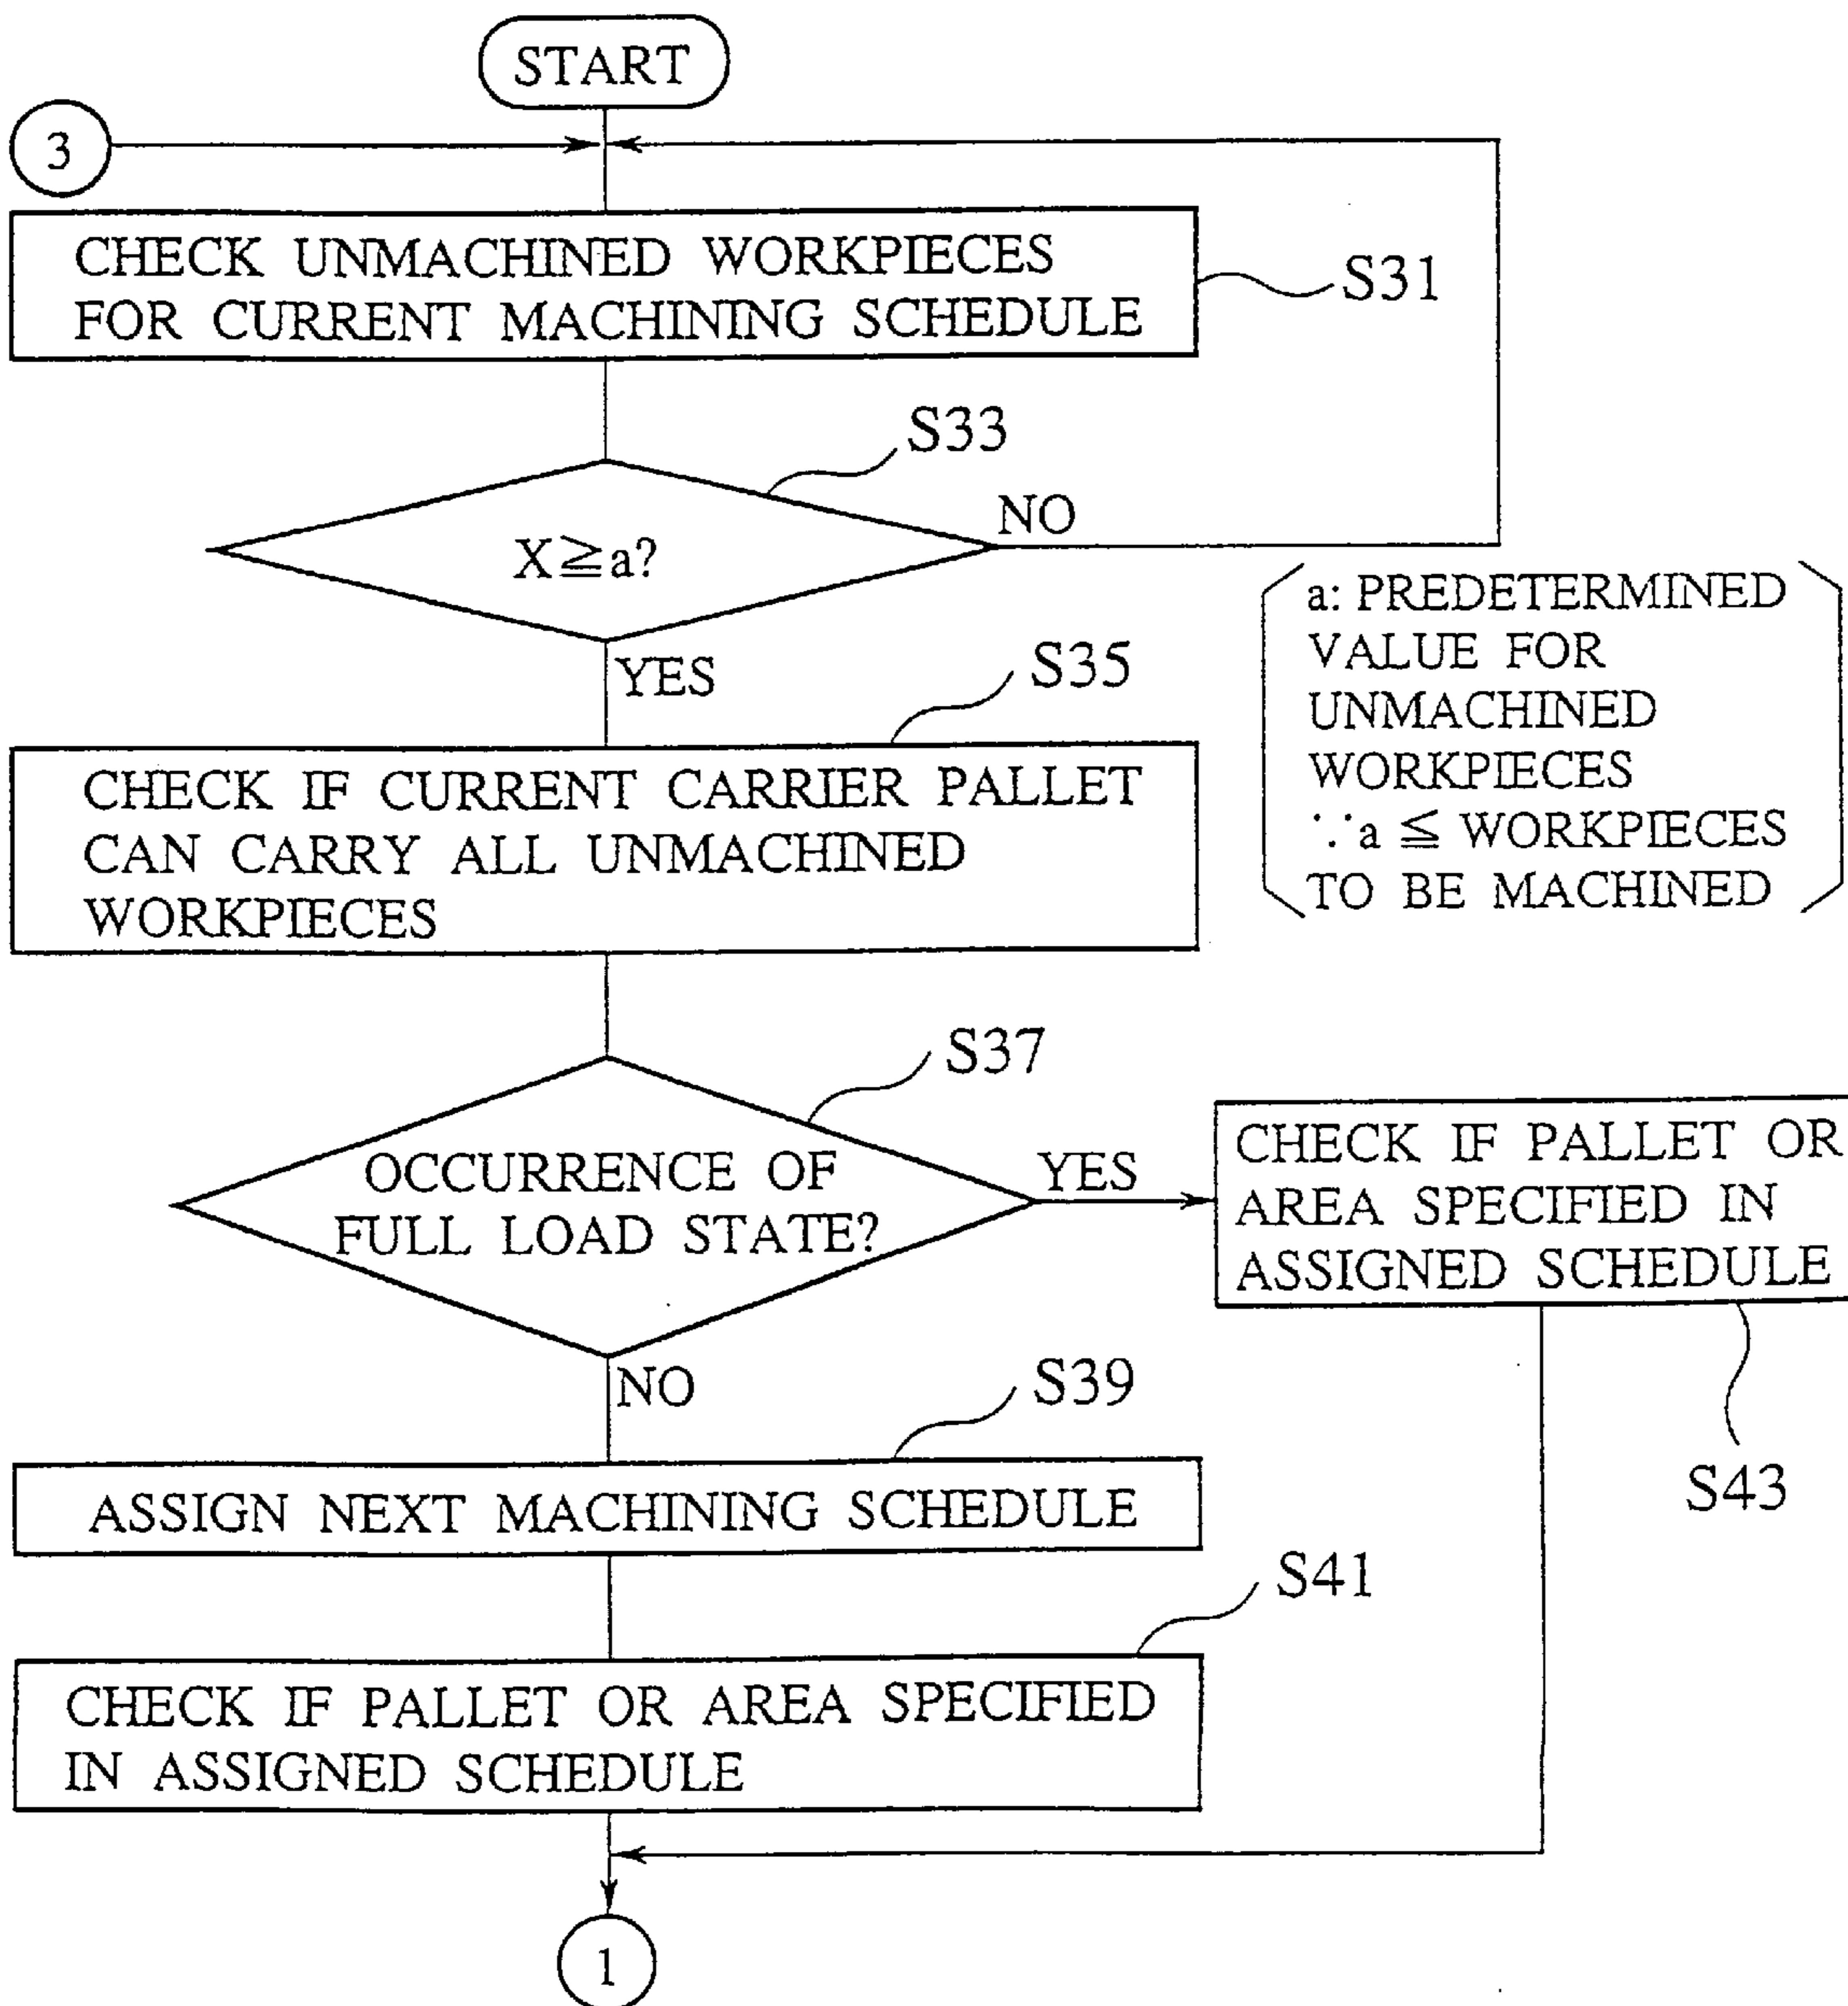 START
3
CHECK UNMACHINED WORKPIECES
FOR CURRENT MACHINING SCHEDULE
S31
S33
X≧a?
NO
YES
a: PREDETERMINED
VALUE FOR
UNMACHINED
WORKPIECES
∵a ≦ WORKPIECES
TO BE MACHINED
S35
CHECK IF CURRENT CARRIER PALLET
CAN CARRY ALL UNMACHINED
WORKPIECES
S37
OCCURRENCE OF
FULL LOAD STATE?
YES
CHECK IF PALLET OR
AREA SPECIFIED IN
ASSIGNED SCHEDULE
S43
NO
S39
ASSIGN NEXT MACHINING SCHEDULE
S41
CHECK IF PALLET OR AREA SPECIFIED
IN ASSIGNED SCHEDULE
1